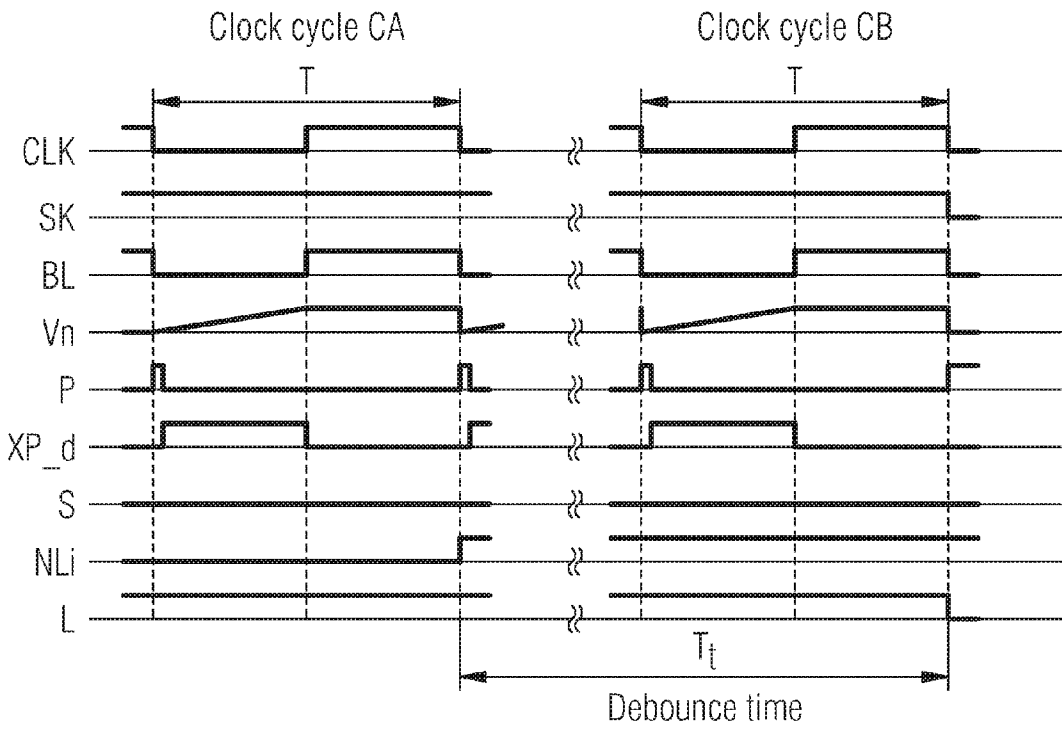 Clock cycle CA
Clock cycle CB
T
T
CLK
SK
BL
Vn
P
XP_d
S
NLi
L
Tt
Debounce time